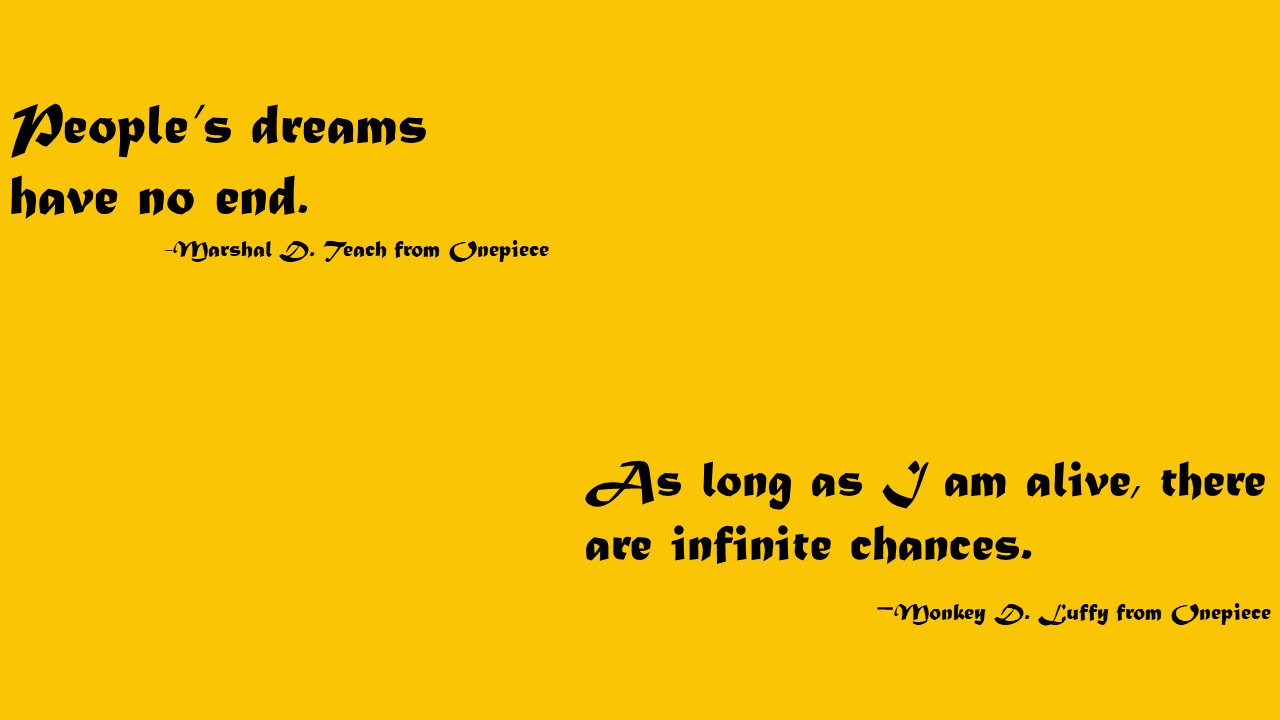 People's dreams
have no end.
-Marshal D. Teach from Onepiece
As long as I am alive, there
are infinite chances.
-Monkey D. Luffy from Onepiece